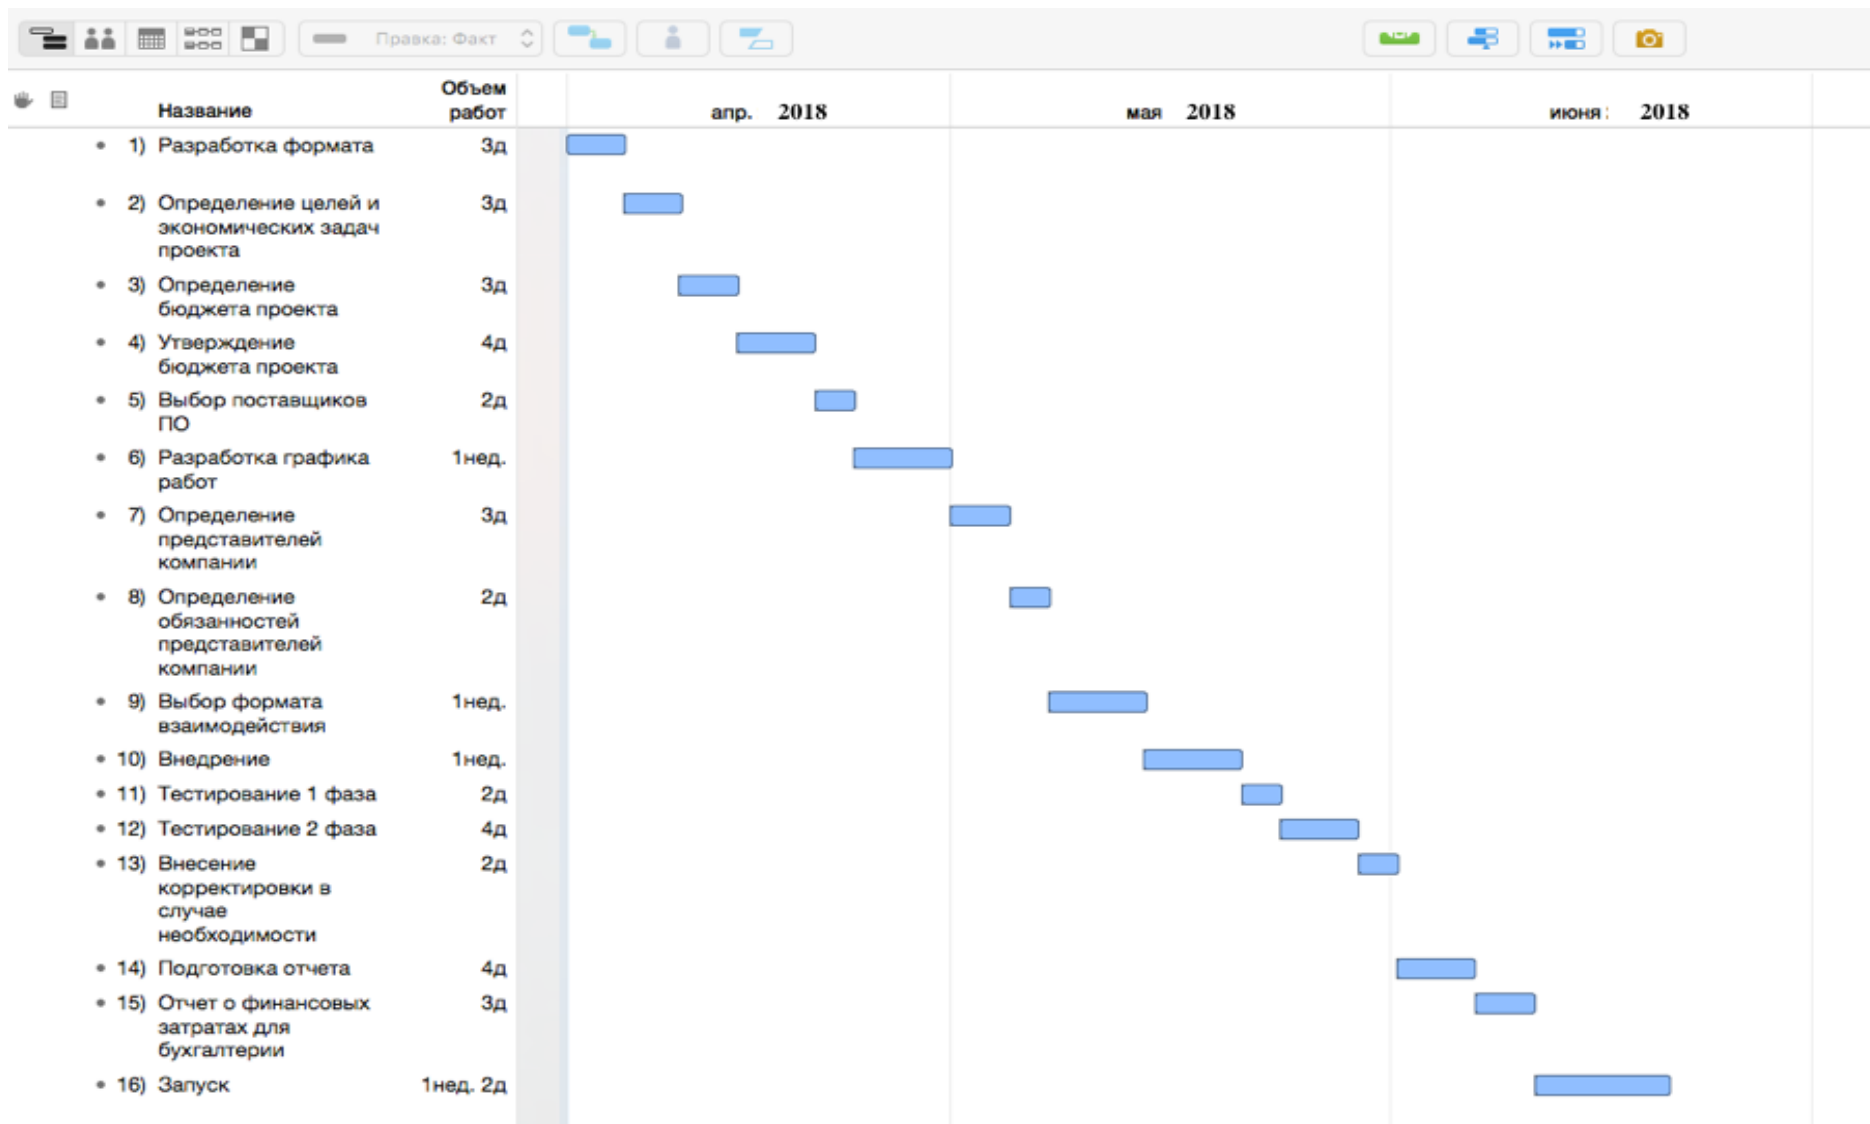 Правка: Факт
Объем
Название работ апр. 2018 мая 2018 июня 2018
1) Разработка формата 3д
2) Определение целей и 3д
экономических задач
проекта
3) Определение 3д
бюджета проекта
4) Утверждение 4д
бюджета проекта
5) Выбор поставщиков 2д
ПО
6) Разработка графика 1нед.
работ
7) Определение 3д
представителей
компании
8) Определение 2д
обязанностей
представителей
компании
9) Выбор формата 1нед.
взаимодействия
10) Внедрение 1нед.
11) Тестирование 1 фаза 2д
12) Тестирование 2 фаза 4д
13) Внесение 2д
корректировки в
случае
необходимости
14) Подготовка отчета 4д
15) Отчет о финансовых 3д
затратах для
бухгалтерии
16) Запуск 1нед. 2д